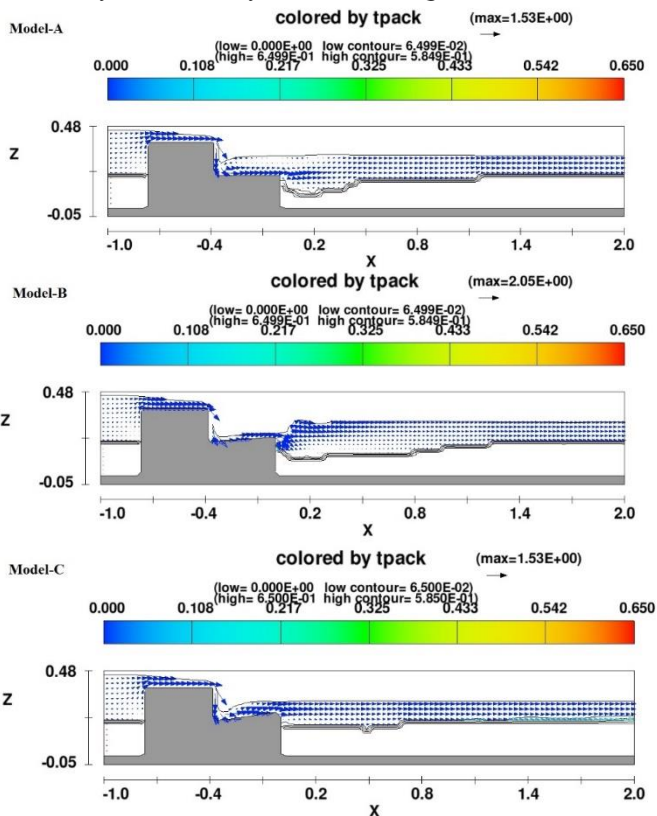 Model-A
colored by tpack
(max=1.53E+00)
(low= 0.000E+00 low contour= 6.499E-02)
(high= 6.499E-01 high contour= 5.849E-01)
0.000 0.108 0.217 0.325 0.433 0.542 0.650
0.48
Z
-0.05
-1.0 -0.4 0.2 0.8 1.4 2.0
X
Model-B
colored by tpack
(max=2.05E+00)
(low= 0.000E+00 low contour= 6.499E-02)
(high= 6.499E-01 high contour= 5.849E-01)
0.000 0.108 0.217 0.325 0.433 0.542 0.650
0.48
Z
-0.05
-1.0 -0.4 0.2 0.8 1.4 2.0
X
Model-C
colored by tpack
(max=1.53E+00)
(low= 0.000E+00 low contour= 6.500E-02)
(high= 6.500E-01 high contour= 5.850E-01)
0.000 0.108 0.217 0.325 0.433 0.542 0.650
0.48
Z
-0.05
-1.0 -0.4 0.2 0.8 1.4 2.0
X